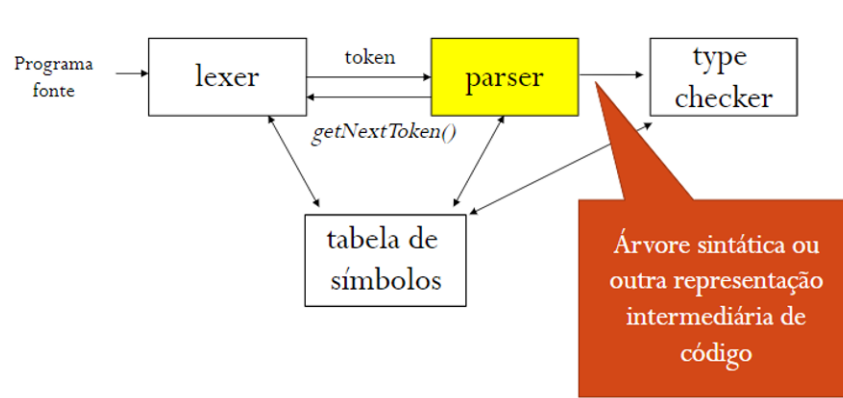 Programa
fonte
lexer
token
getNextToken()
parser
type
checker
tabela de
símbolos
Árvore sintática ou
outra representação
intermediária de
código